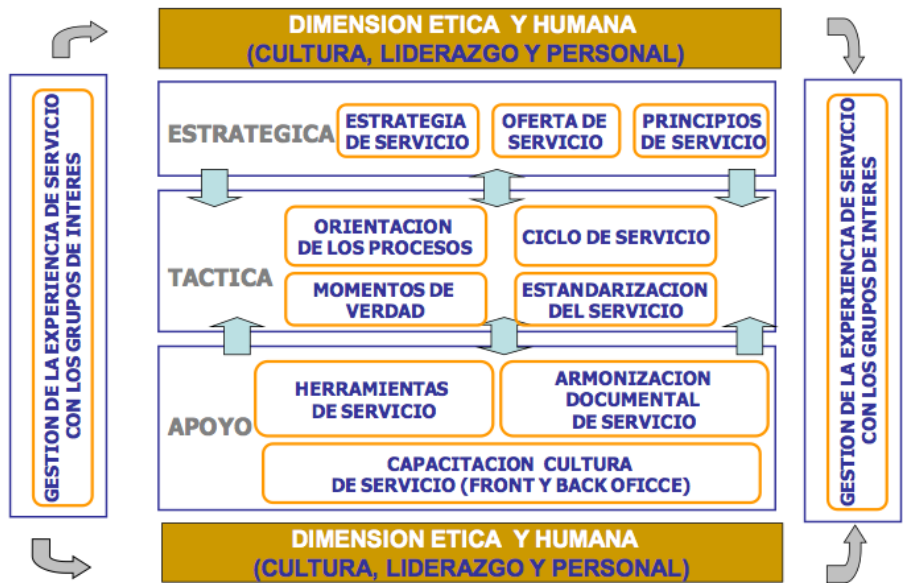 DIMENSION ETICA Y HUMANA
(CULTURA, LIDERAZGO Y PERSONAL)
GESTION DE LA EXPERIENCIA DE SERVICIO
CON LOS GRUPOS DE INTERES
ESTRATEGICA
ESTRATEGIA
DE SERVICIO
OFERTA DE
SERVICIO
PRINCIPIOS
DE SERVICIO
TACTICA
ORIENTACION
DE LOS PROCESOS
CICLO DE SERVICIO
MOMENTOS DE
VERDAD
ESTANDARIZACION
DEL SERVICIO
APOYO
HERRAMIENTAS
DE SERVICIO
ARMONIZACION
DOCUMENTAL
DE SERVICIO
CAPACITACION CULTURA
DE SERVICIO (FRONT Y BACK OFICCE)
GESTION DE LA EXPERIENCIA DE SERVICIO
CON LOS GRUPOS DE INTERES
DIMENSION ETICA Y HUMANA
(CULTURA, LIDERAZGO Y PERSONAL)